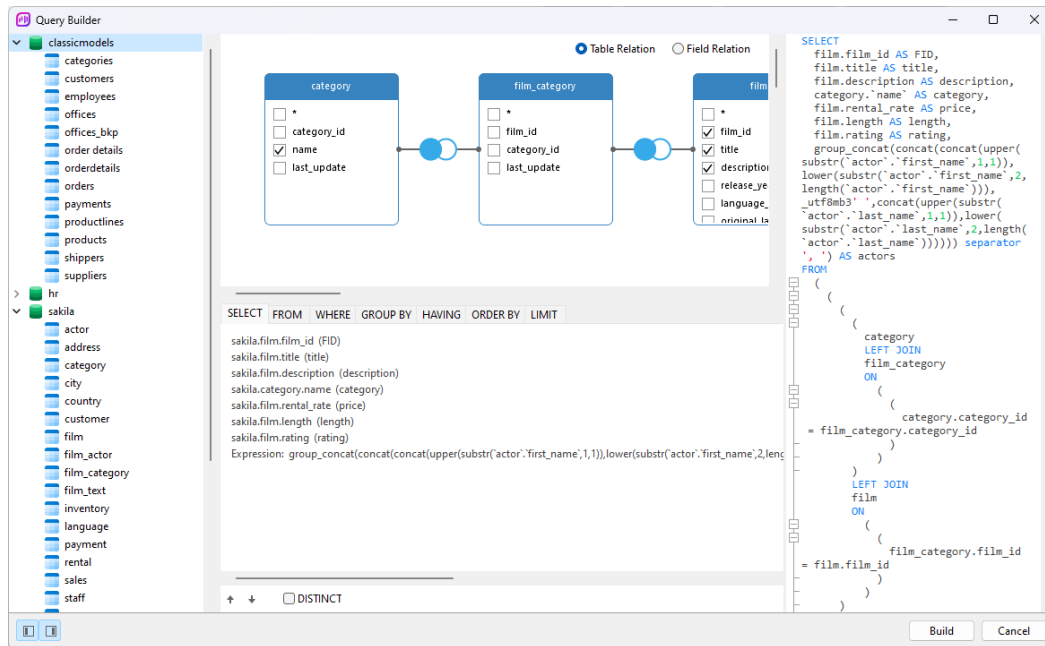 Query Builder
classicmodels
categories
customers
employees
offices
offices_bkp
order details
orderdetails
orders
payments
productlines
products
shippers
suppliers
hr
sakila
actor
address
category
city
country
customer
film
film_actor
film_category
film_text
inventory
language
payment
rental
sales
staff
Table Relation
Field Relation
category
*
category_id
name
last_update
film_category
*
film_id
category_id
last_update
film
*
film_id
title
description
release_ye
language_
original_la
SELECT FROM WHERE GROUP BY HAVING ORDER BY LIMIT
sakila.film.film_id (FID)
sakila.film.title (title)
sakila.film.description (description)
sakila.category.name (category)
sakila.film.rental_rate (price)
sakila.film.length (length)
sakila.film.rating (rating)
Expression: group_concat(concat(concat(upper(substr(`actor`.`first_name`,1,1)),lower(substr(`actor`.`first_name`,2,leng
DISTINCT
SELECT
film.film_id AS FID,
film.title AS title,
film.description AS description,
category.`name` AS category,
film.rental_rate AS price,
film.length AS length,
film.rating AS rating,
group_concat(concat(concat(upper(
substr(`actor`.`first_name`,1,1)),
lower(substr(`actor`.`first_name`,2,
length(`actor`.`first_name`))),
_utf8mb3' ',concat(upper(substr(
`actor`.`last_name`,1,1)),lower(
substr(`actor`.`last_name`,2,length(
`actor`.`last_name`)))))) separator
', ') AS actors
FROM
(
(
(
(
category
LEFT JOIN
film_category
ON
(
(
category.category_id
= film_category.category_id
)
)
)
LEFT JOIN
film
ON
(
(
film_category.film_id
= film.film_id
)
)
)
Build
Cancel